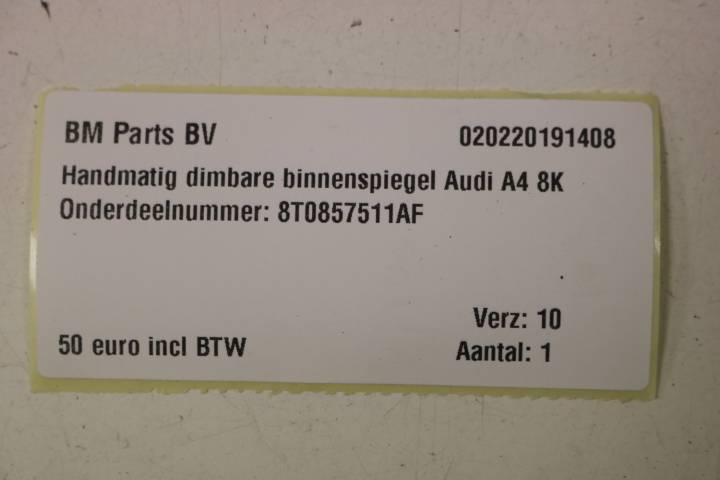 BM Parts BV 020220191408
Handmatig dimbare binnenspiegel Audi A4 8K
Onderdeelnummer: 8T0857511AF
Verz: 10
50 euro incl BTW Aantal: 1